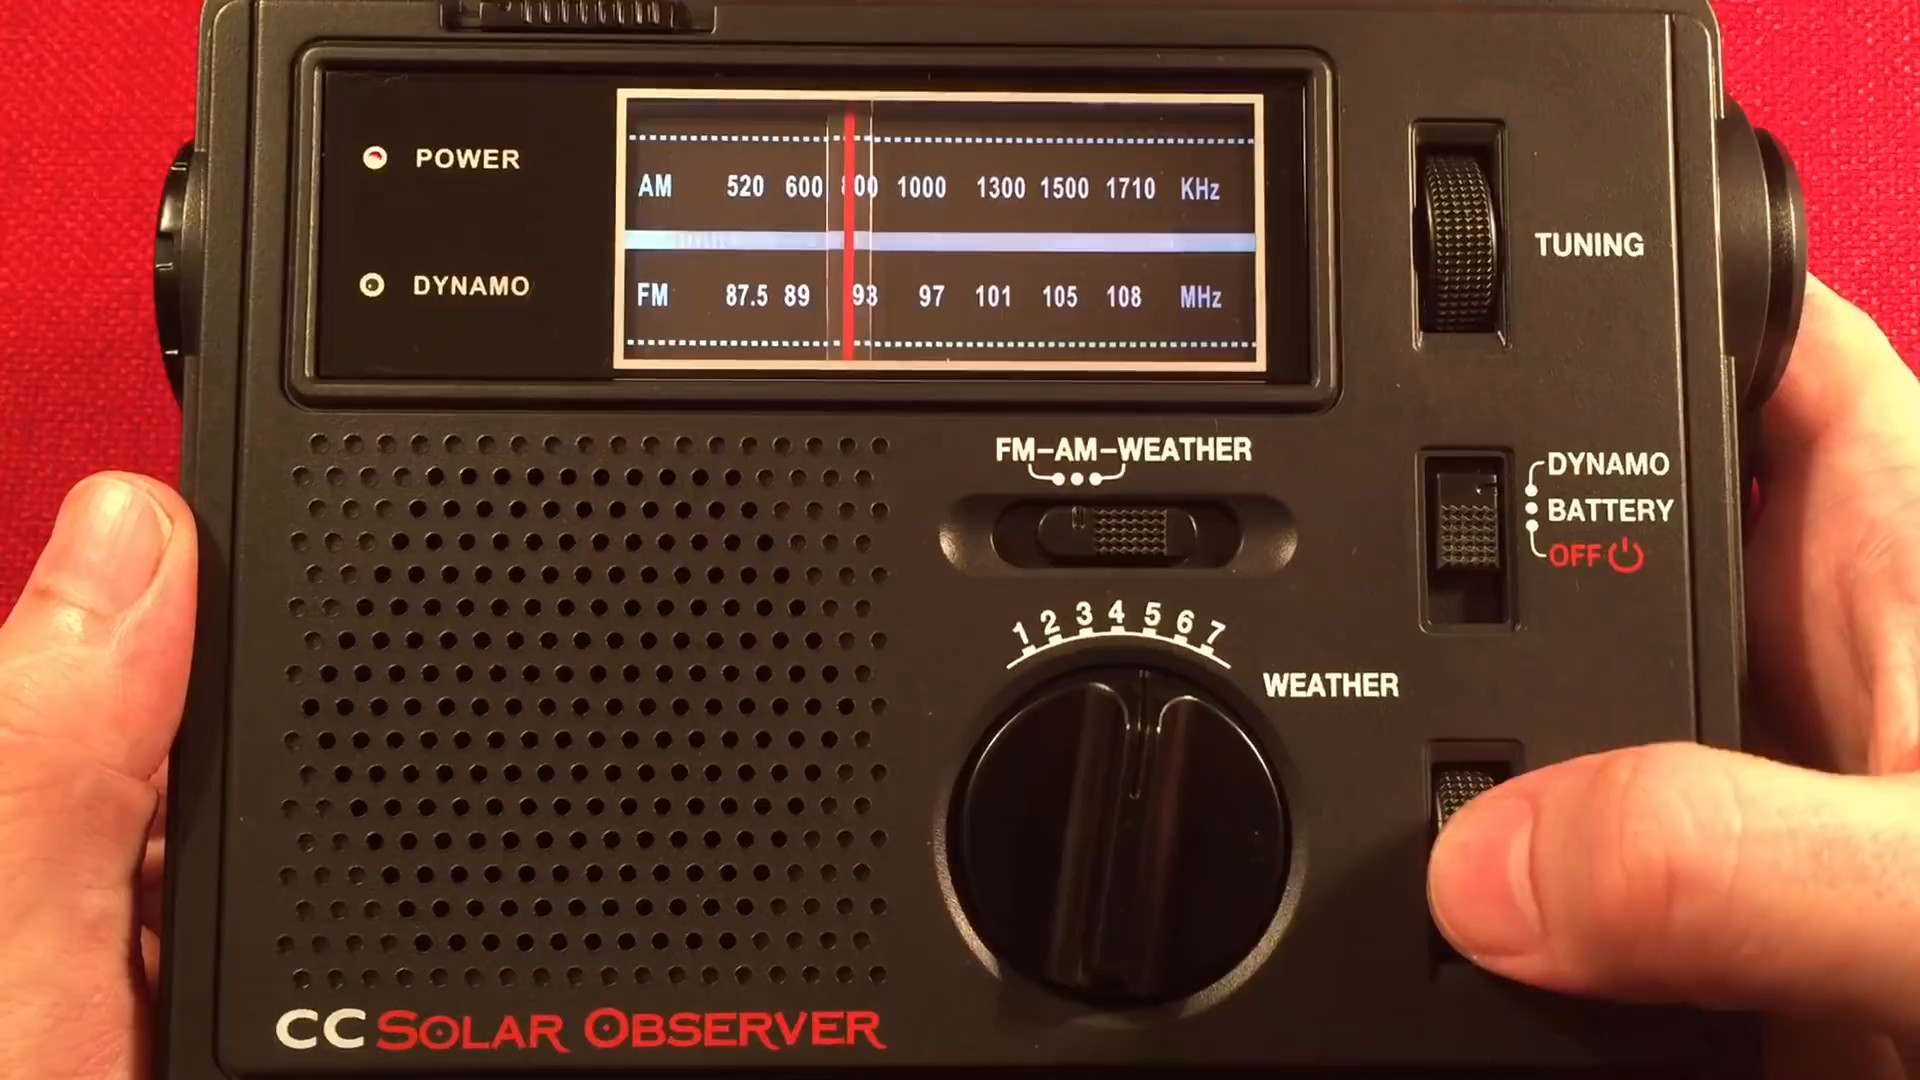 POWER
DYNAMO
AM 520 600 800 1000 1300 1500 1710 KHz
FM 87.5 89 93 97 101 105 108 MHz
TUNING
FM-AM-WEATHER
DYNAMO
BATTERY
OFF
1 2 3 4 5 6 7
WEATHER
CC SOLAR OBSERVER